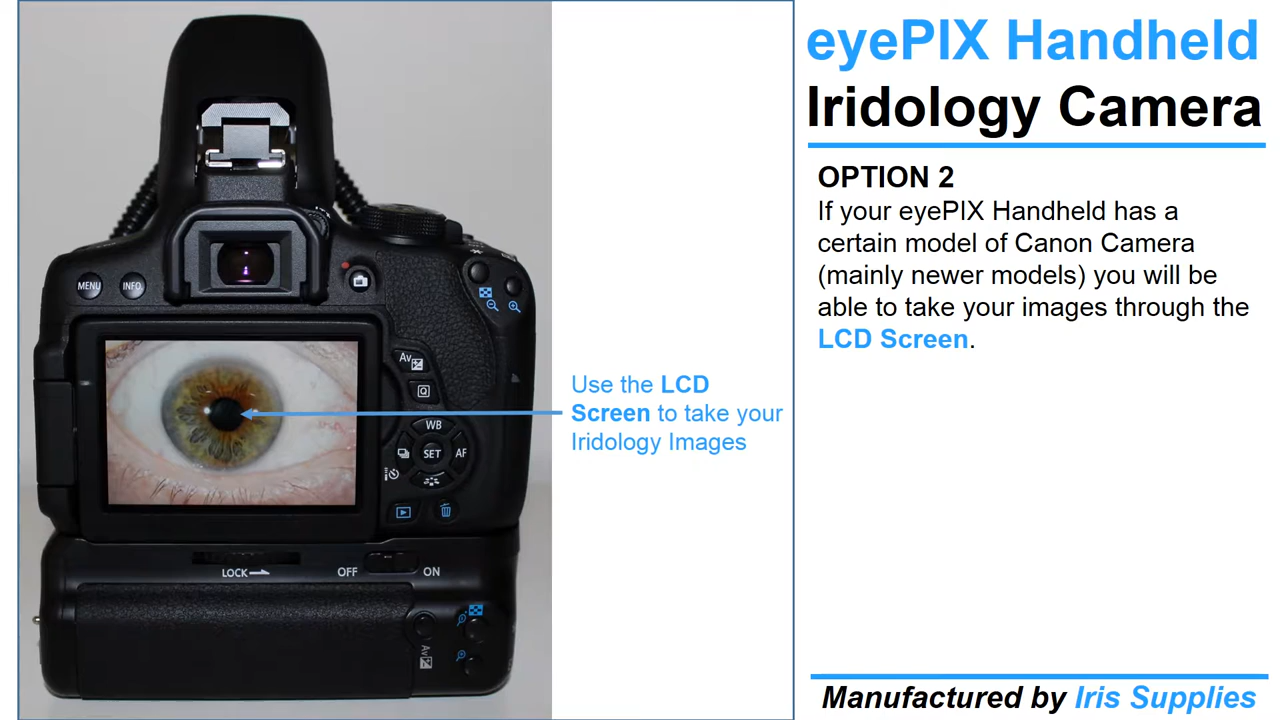 eyePIX Handheld
Iridology Camera
OPTION 2
If your eyePIX Handheld has a
certain model of Canon Camera
(mainly newer models) you will be
able to take your images through the
LCD Screen.
MENU
INFO.
Av
Q
Use the LCD
Screen to take your
Iridology Images
WB
SET
AF
LOCK
OFF
ON
Av
Manufactured by Iris Supplies